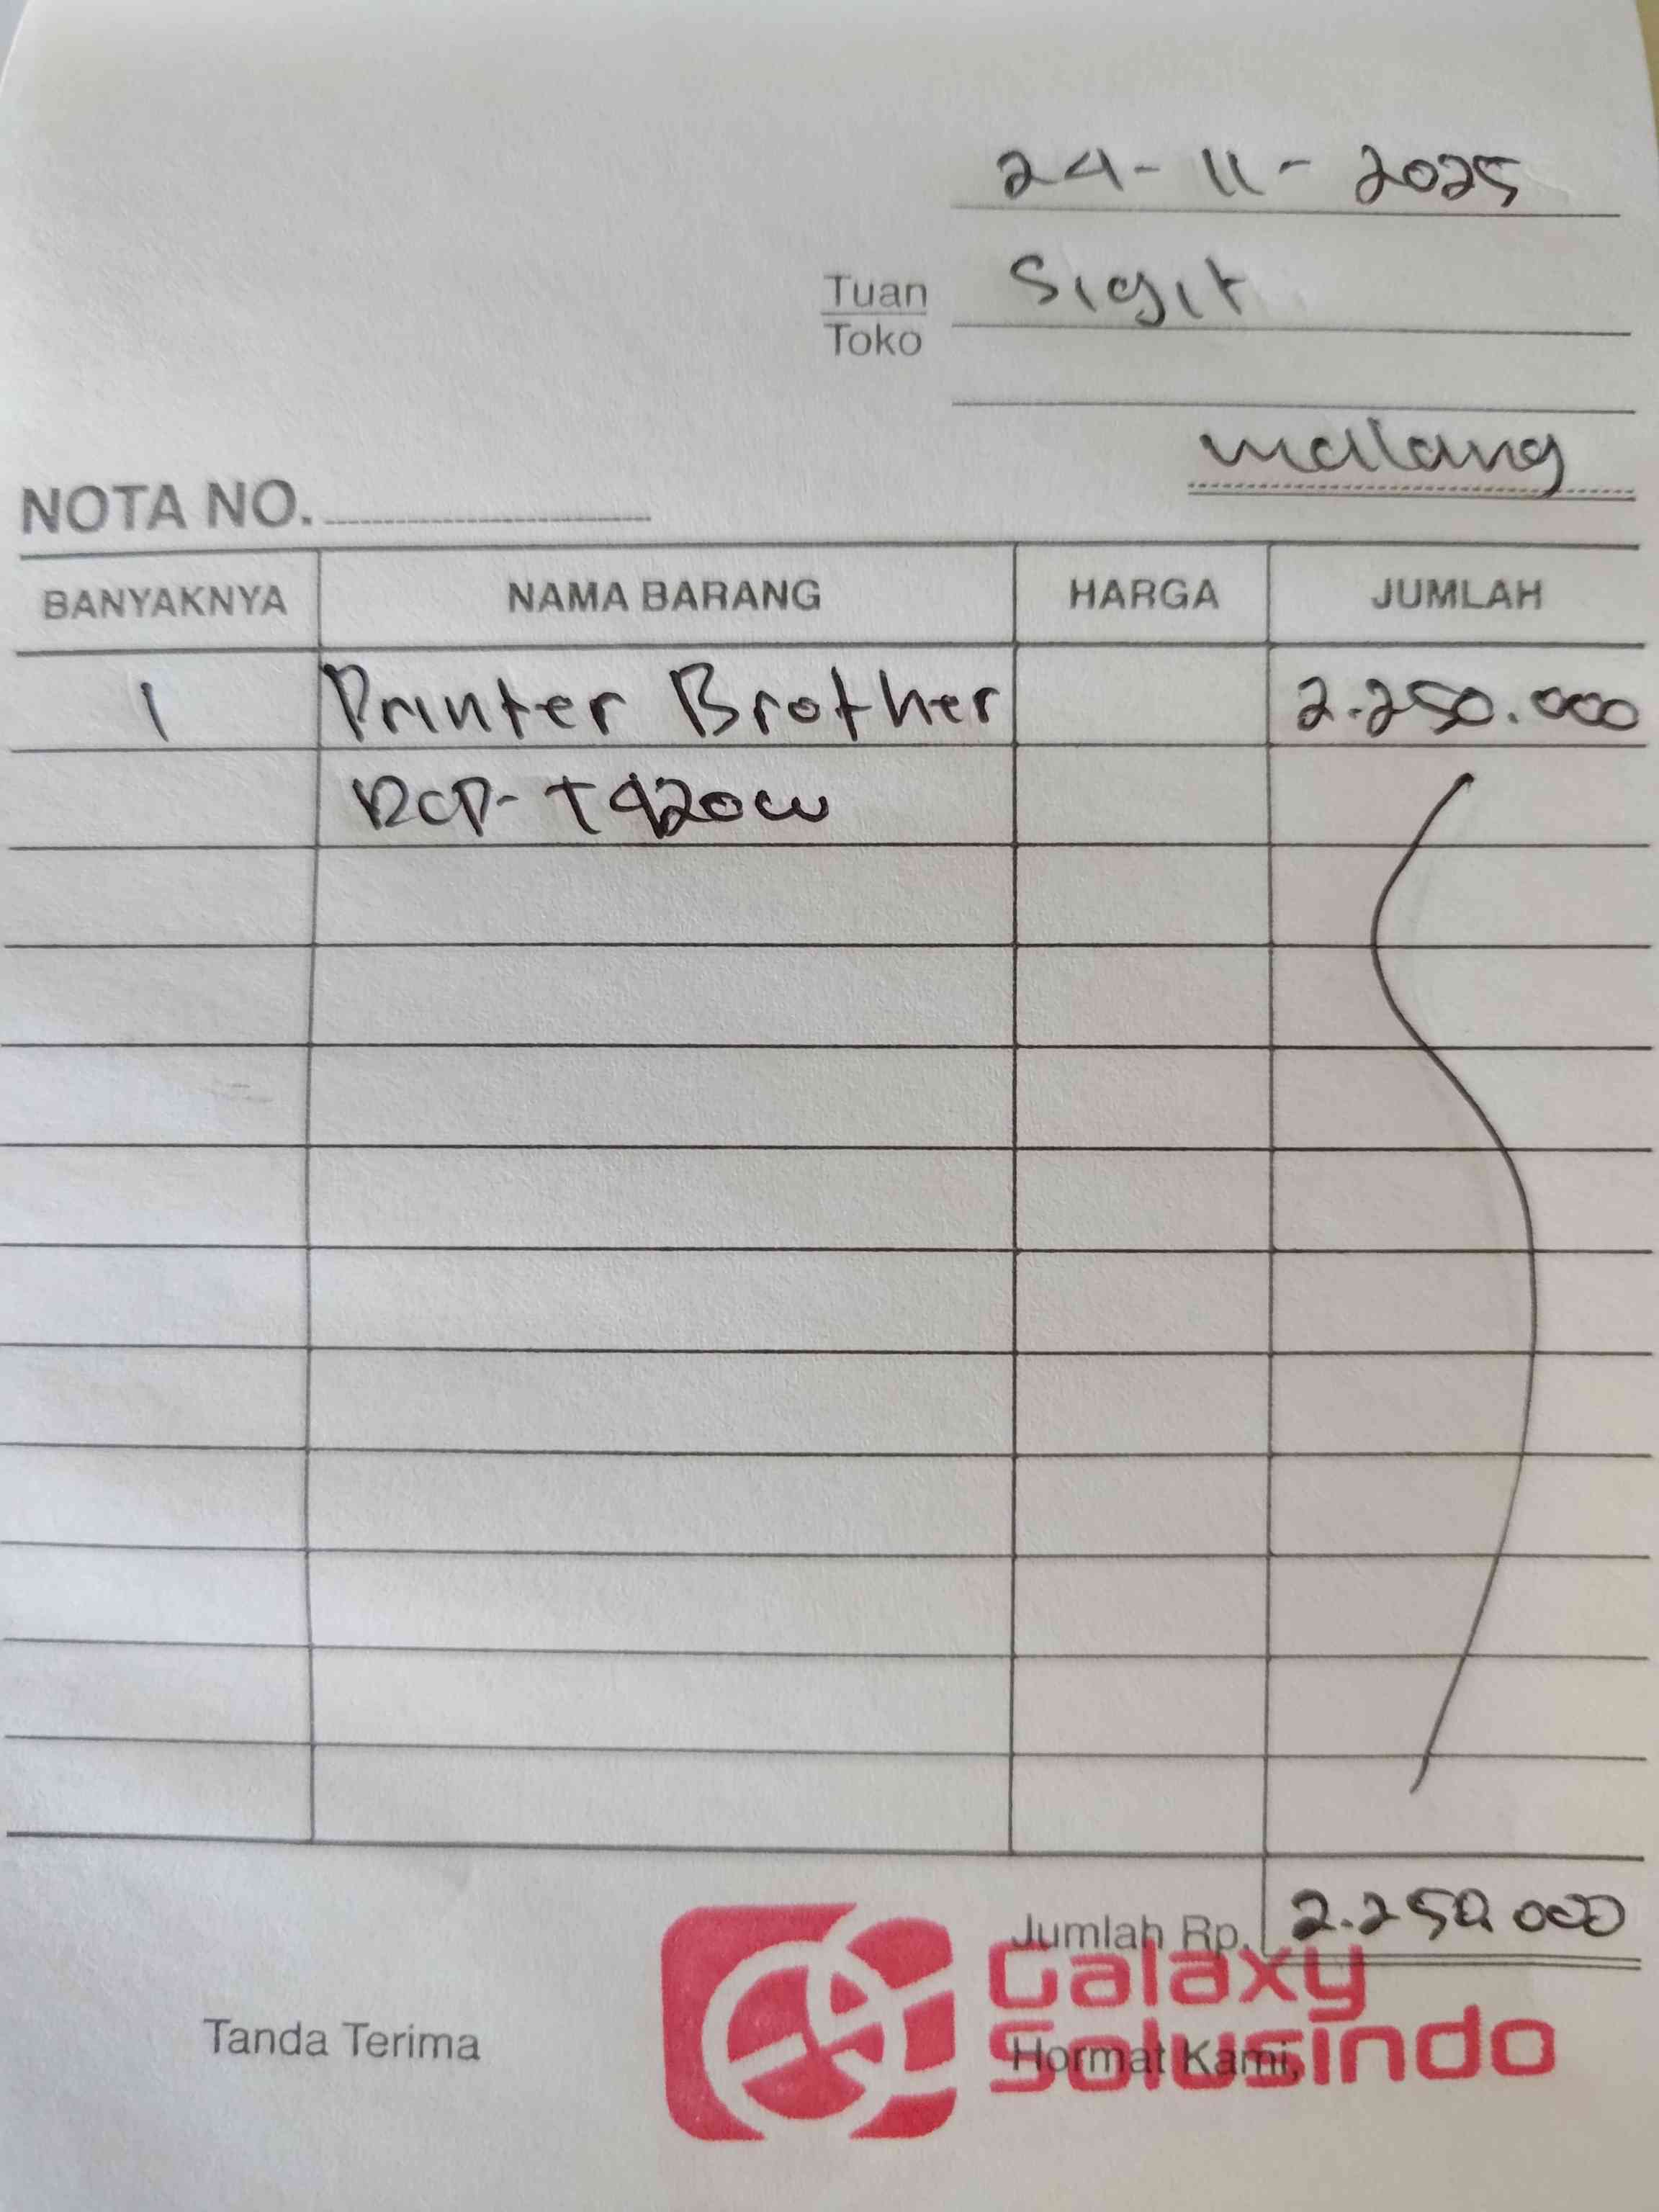 24-11-2025
Tuan Sigit
Toko
malang
NOTA NO.
BANYAKNYA NAMA BARANG HARGA JUMLAH
1 Printer Brother 2.250.000
DCP-T420W
Jumlah Rp. 2.250.000
Galaxy
Solusindo
Tanda Terima Hormat Kami,